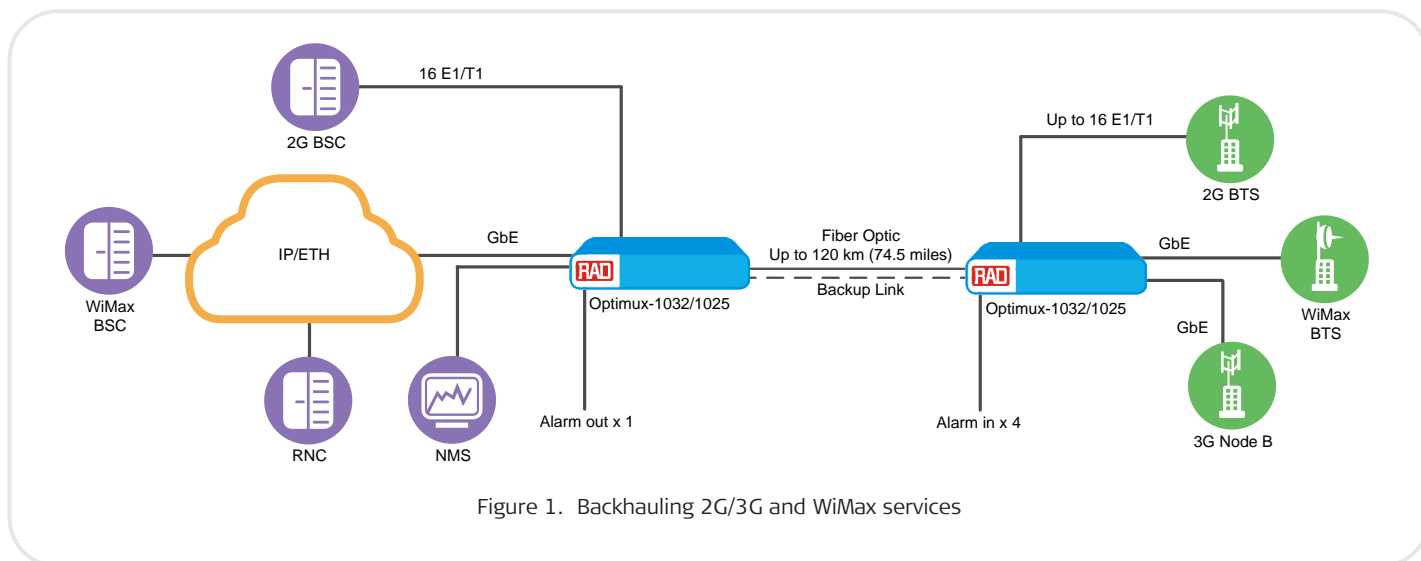 16 E1/T1
2G BSC
Up to 16 E1/T1
2G BTS
WiMax
BSC
IP/ETH
GbE
RAD
Optimux-1032/1025
Fiber Optic
Up to 120 km (74.5 miles)
Backup Link
RAD
Optimux-1032/1025
GbE
WiMax
BTS
GbE
3G Node B
RNC
NMS
Alarm out x 1
Alarm in x 4
Figure 1. Backhauling 2G/3G and WiMax services